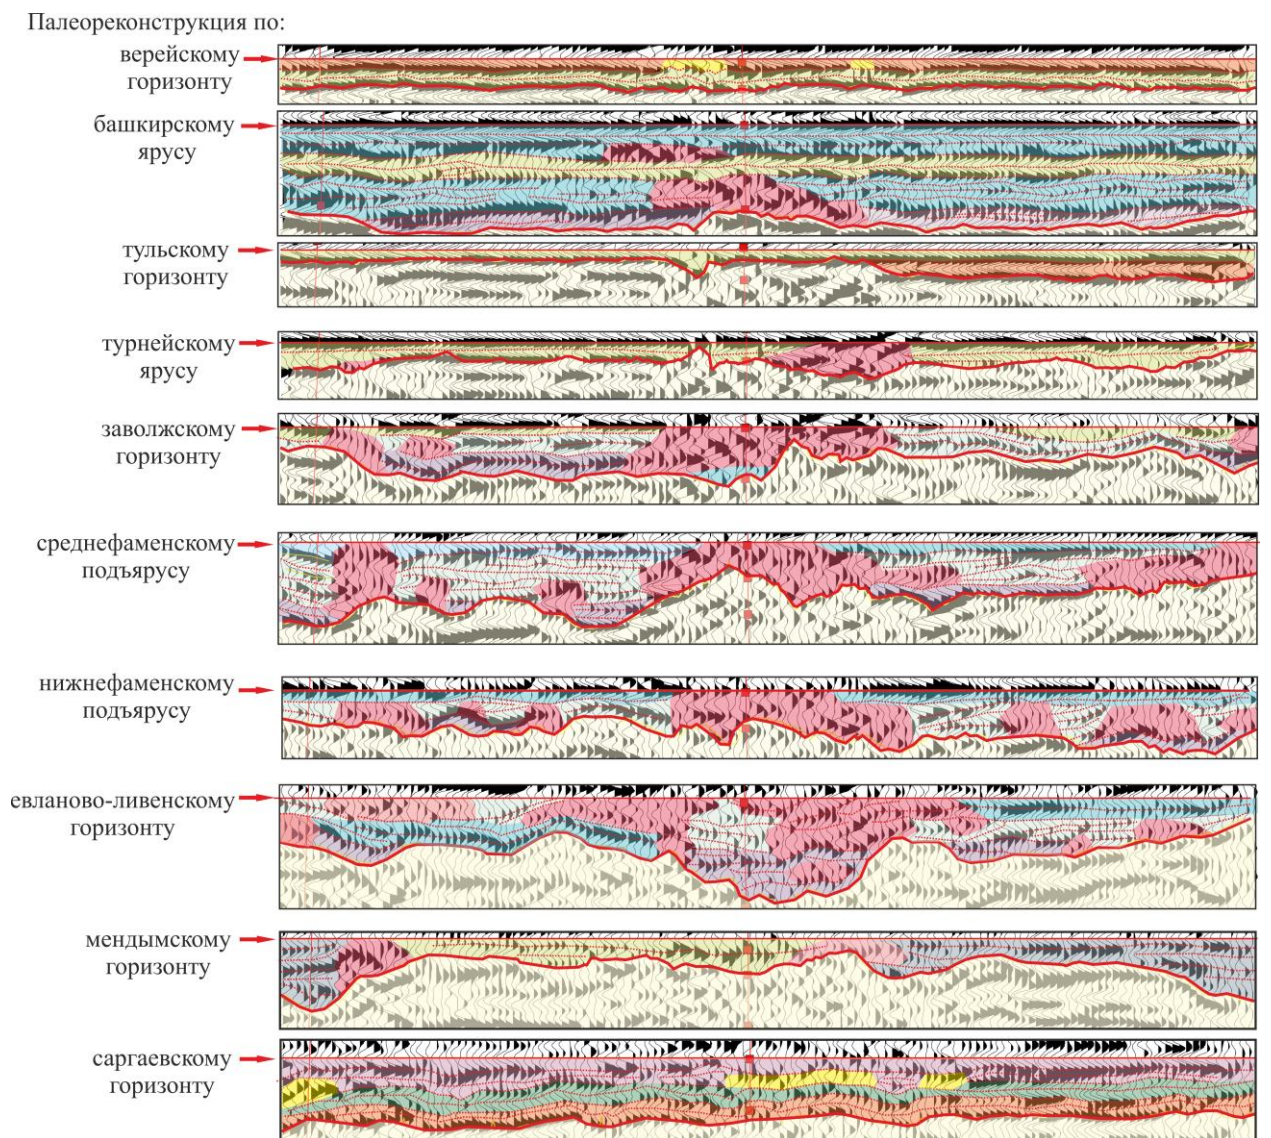 Палеореконструкция по:
верейскому
горизонту
башкирскому
ярусу
тульскому
горизонту
турнейскому
ярусу
заволжскому
горизонту
среднефаменскому
подъярусу
нижнефаменскому
подъярусу
евланово-ливенскому
горизонту
мендымскому
горизонту
саргаевскому
горизонту